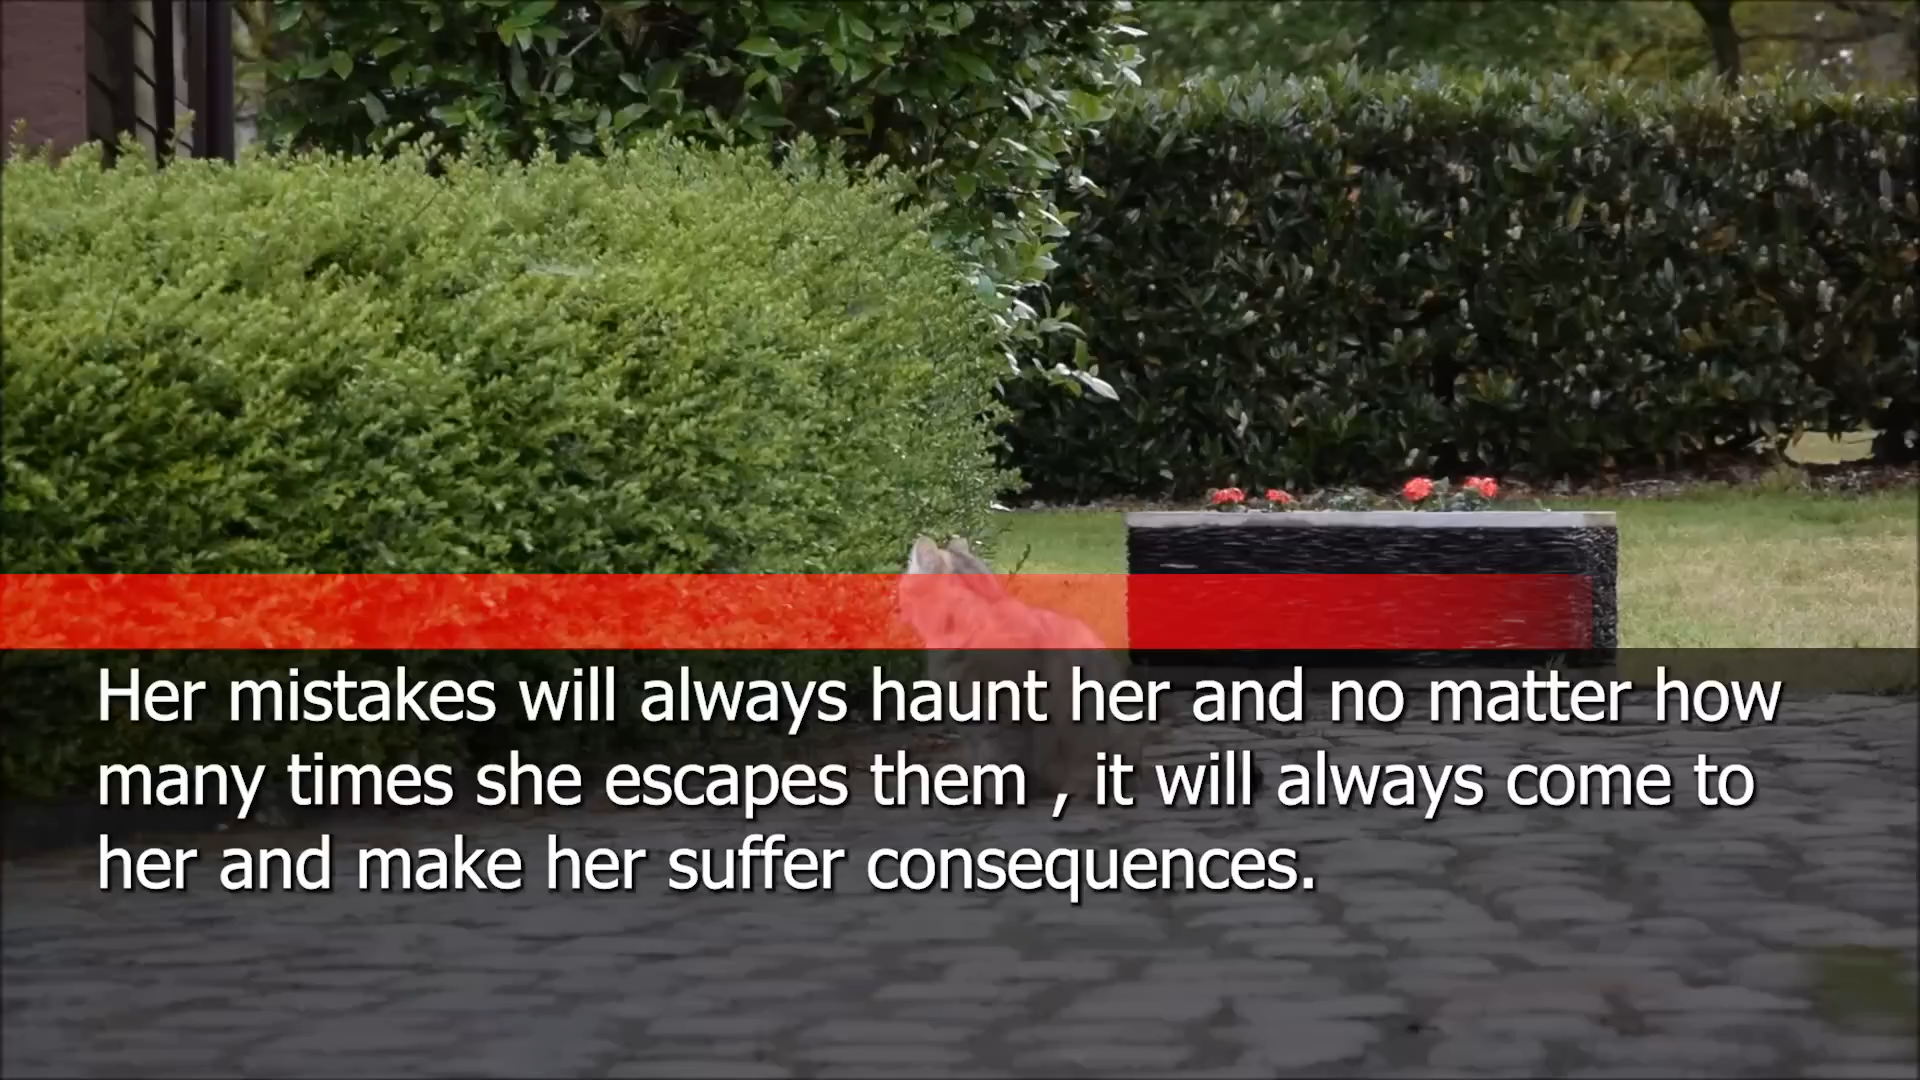 Her mistakes will always haunt her and no matter how
many times she escapes them , it will always come to
her and make her suffer consequences.